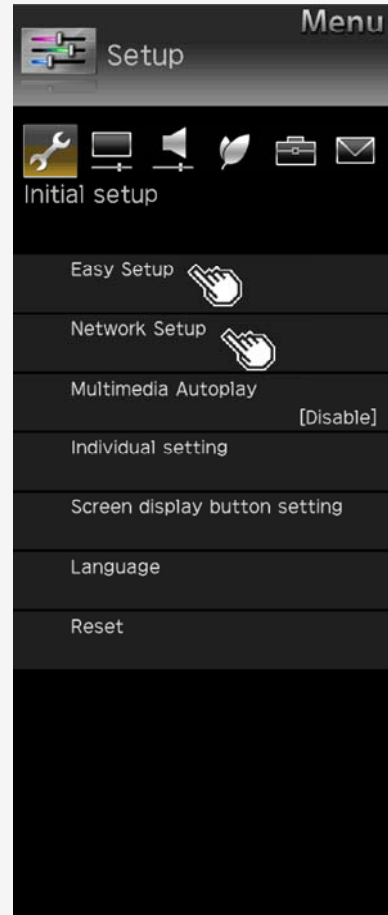 Menu
Setup
Initial setup
Easy Setup
Network Setup
Multimedia Autoplay
[Disable]
Individual setting
Screen display button setting
Language
Reset